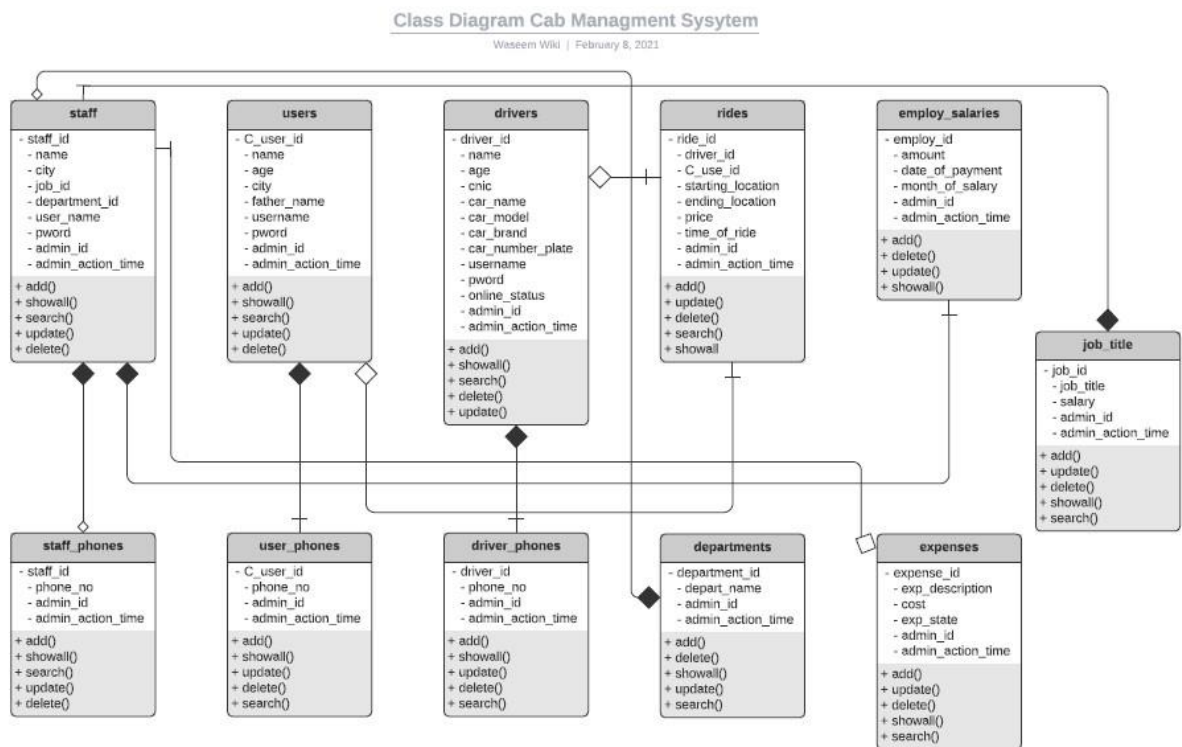 Class Diagram Cab Managment Sysytem
Waseem Wiki | February 8, 2021
staff
- staff_id
- name
- city
- job_id
- department_id
- user_name
- pword
- admin_id
- admin_action_time
+ add()
+ showall()
+ search()
+ update()
+ delete()
users
- C_user_id
- name
- age
- city
- father_name
- username
- pword
- admin_id
- admin_action_time
+ add()
+ showall()
+ search()
+ update()
+ delete()
drivers
- driver_id
- name
- age
- cnic
- car_name
- car_model
- car_brand
- car_number_plate
- username
- pword
- online_status
- admin_id
- admin_action_time
+ add()
+ showall()
+ search()
+ delete()
+ update()
rides
- ride_id
- driver_id
- C_use_id
- starting_location
- ending_location
- price
- time_of_ride
- admin_id
- admin_action_time
+ add()
+ update()
+ delete()
+ search()
+ showall
employ_salaries
- employ_id
- amount
- date_of_payment
- month_of_salary
- admin_id
- admin_action_time
+ add()
+ delete()
+ update()
+ showall()
job_title
- job_id
- job_title
- salary
- admin_id
- admin_action_time
+ add()
+ update()
+ delete()
+ showall()
+ search()
staff_phones
- staff_id
- phone_no
- admin_id
- admin_action_time
+ add()
+ showall()
+ search()
+ update()
+ delete()
user_phones
- C_user_id
- phone_no
- admin_id
- admin_action_time
+ add()
+ showall()
+ update()
+ delete()
+ search()
driver_phones
- driver_id
- phone_no
- admin_id
- admin_action_time
+ add()
+ showall()
+ update()
+ delete()
+ search()
departments
- department_id
- depart_name
- admin_id
- admin_action_time
+ add()
+ delete()
+ showall()
+ update()
+ search()
expenses
- expense_id
- exp_description
- cost
- exp_state
- admin_id
- admin_action_time
+ add()
+ update()
+ delete()
+ showall()
+ search()